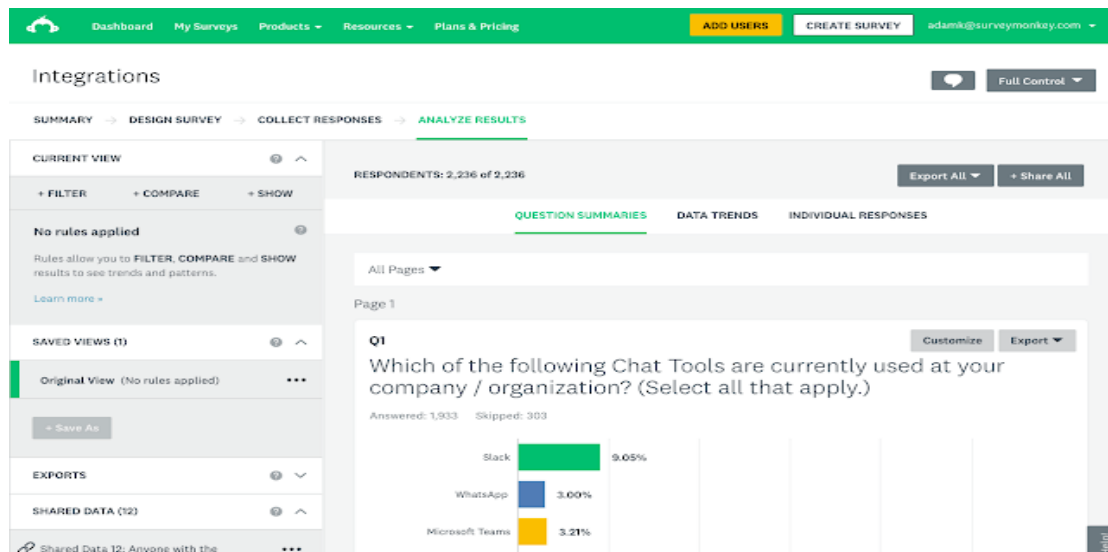 Dashboard My Surveys Products Resources Plans & Pricing ADD USERS CREATE SURVEY adamk@surveymonkey.com
Integrations
Full Control
SUMMARY → DESIGN SURVEY → COLLECT RESPONSES → ANALYZE RESULTS
CURRENT VIEW
+ FILTER + COMPARE + SHOW
No rules applied
Rules allow you to FILTER, COMPARE and SHOW
results to see trends and patterns.
Learn more »
SAVED VIEWS (1)
Original View (No rules applied)
+ Save As
EXPORTS
SHARED DATA (12)
Shared Data 12: Anyone with the
RESPONDENTS: 2,236 of 2,236
Export All + Share All
QUESTION SUMMARIES DATA TRENDS INDIVIDUAL RESPONSES
All Pages
Page 1
Q1
Customize Export
Which of the following Chat Tools are currently used at your
company / organization? (Select all that apply.)
Answered: 1,933 Skipped: 303
Slack 9.05%
WhatsApp 3.00%
Microsoft Teams 3.21%